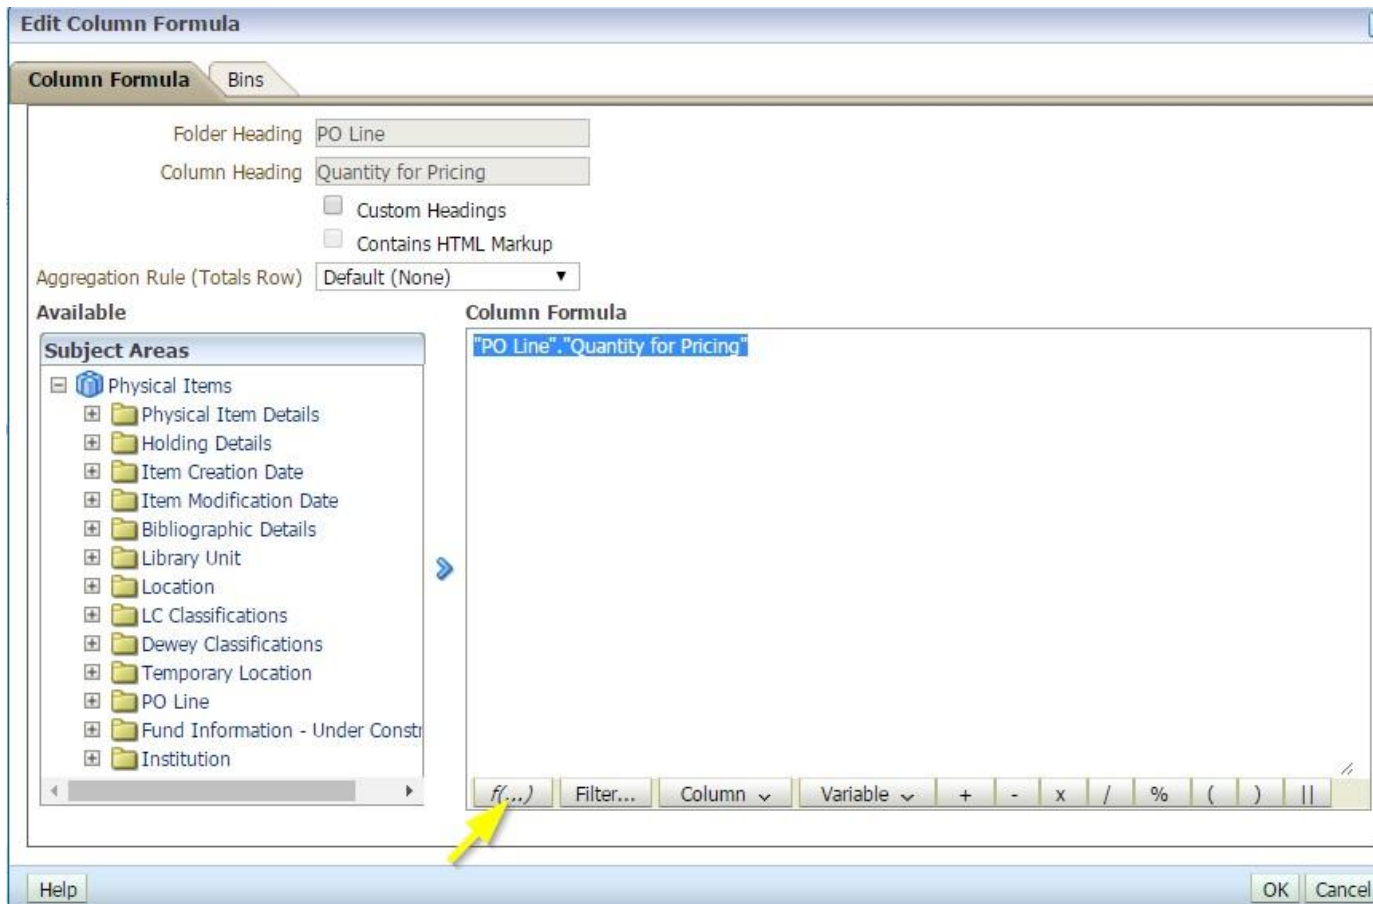 Edit Column Formula
Column Formula Bins
Folder Heading PO Line
Column Heading Quantity for Pricing
Custom Headings
Contains HTML Markup
Aggregation Rule (Totals Row) Default (None)
Available
Subject Areas
Physical Items
Physical Item Details
Holding Details
Item Creation Date
Item Modification Date
Bibliographic Details
Library Unit
Location
LC Classifications
Dewey Classifications
Temporary Location
PO Line
Fund Information - Under Constr
Institution
Column Formula
"PO Line"."Quantity for Pricing"
f(...) Filter... Column Variable + - x / % ( ) ||
Help OK Cancel